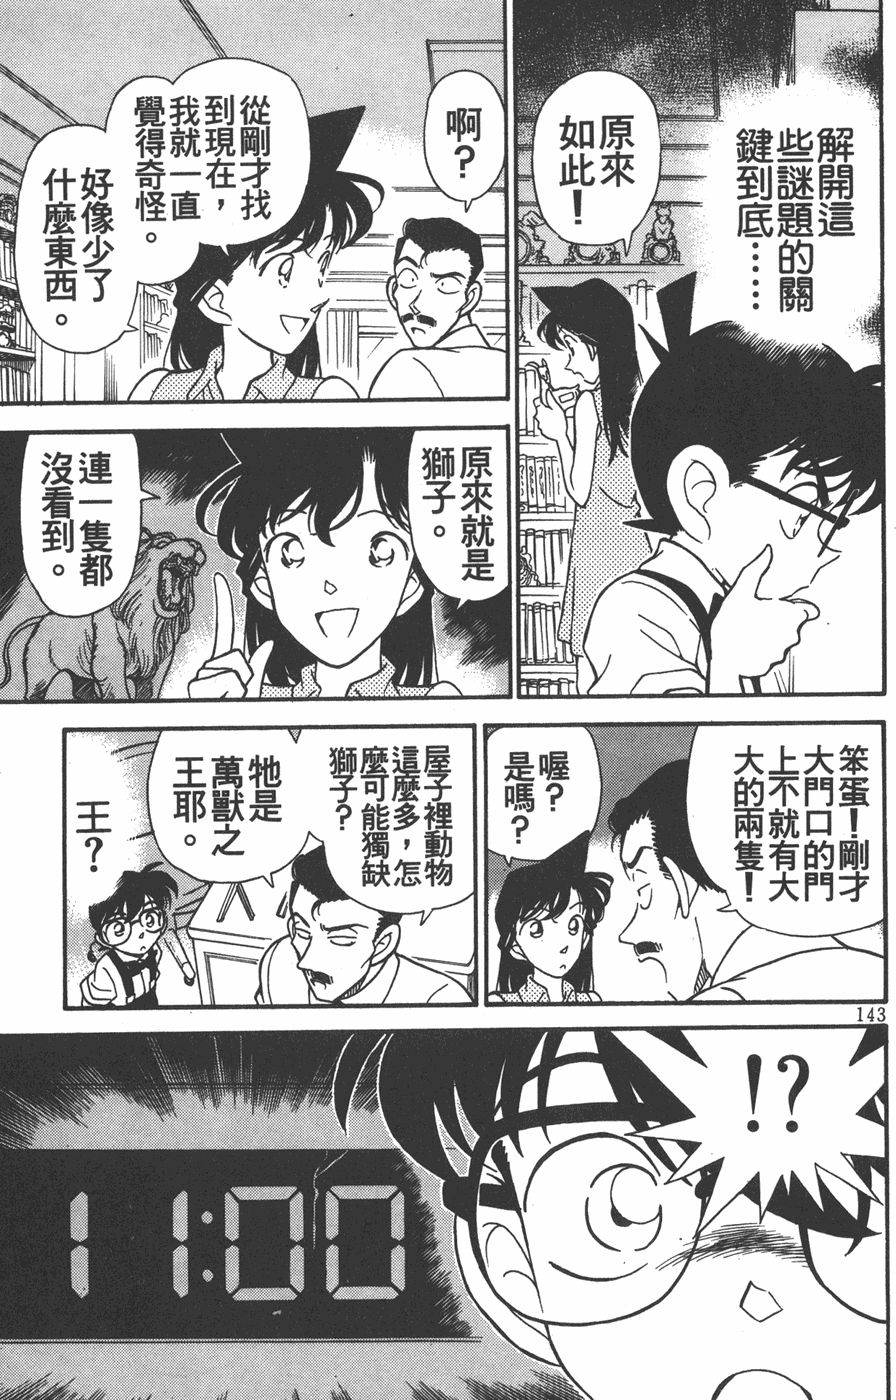 解開這
些謎題的關
鍵到底……
原來
如此！
啊？
從剛才找
到現在，
我就一直
覺得奇怪。
好像少了
什麼東西。
原來就是
獅子。
連一隻都
沒看到。
笨蛋！剛才
大門口的門
上不就有大
大的兩隻！
喔？
是嗎？
屋子裡動物
這麼多，怎
麼可能獨缺
獅子？
牠是
萬獸之
王耶。
王？
143
！？
11:00